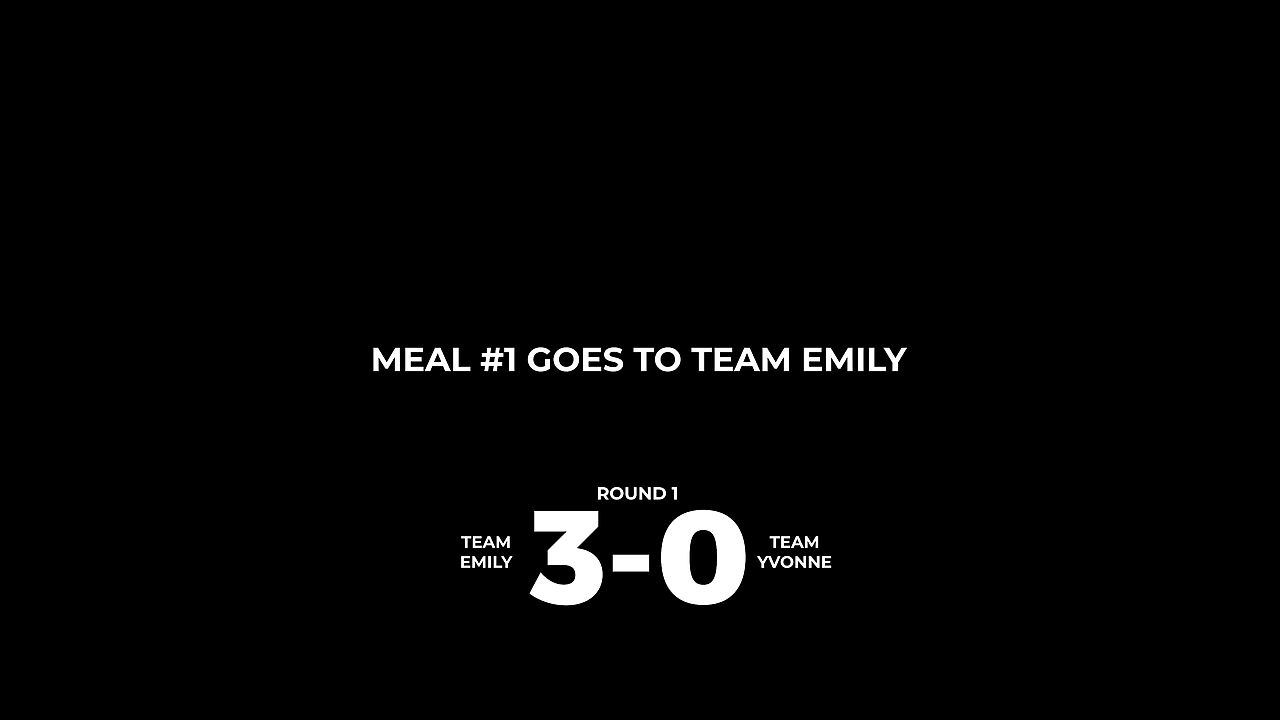 MEAL #1 GOES TO TEAM EMILY
ROUND 1
TEAM
EMILY
3-0
TEAM
YVONNE